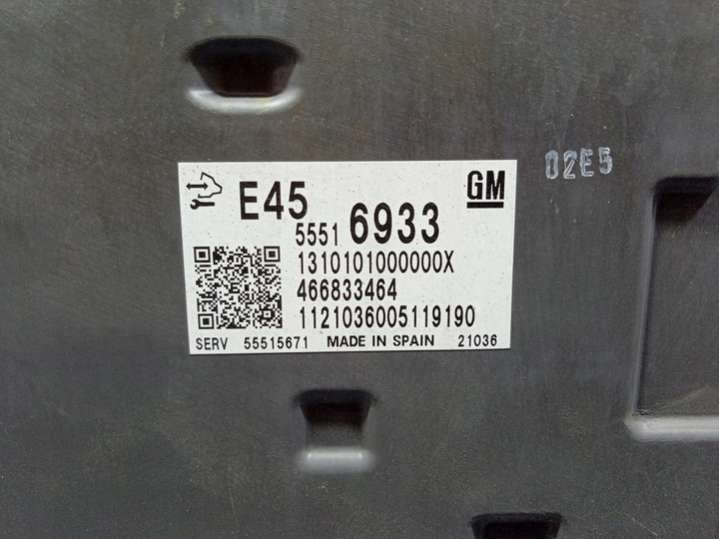 02E5
E45
GM
5551 6933
1310101000000X
466833464
1121036005119190
SERV 55515671 MADE IN SPAIN 21036